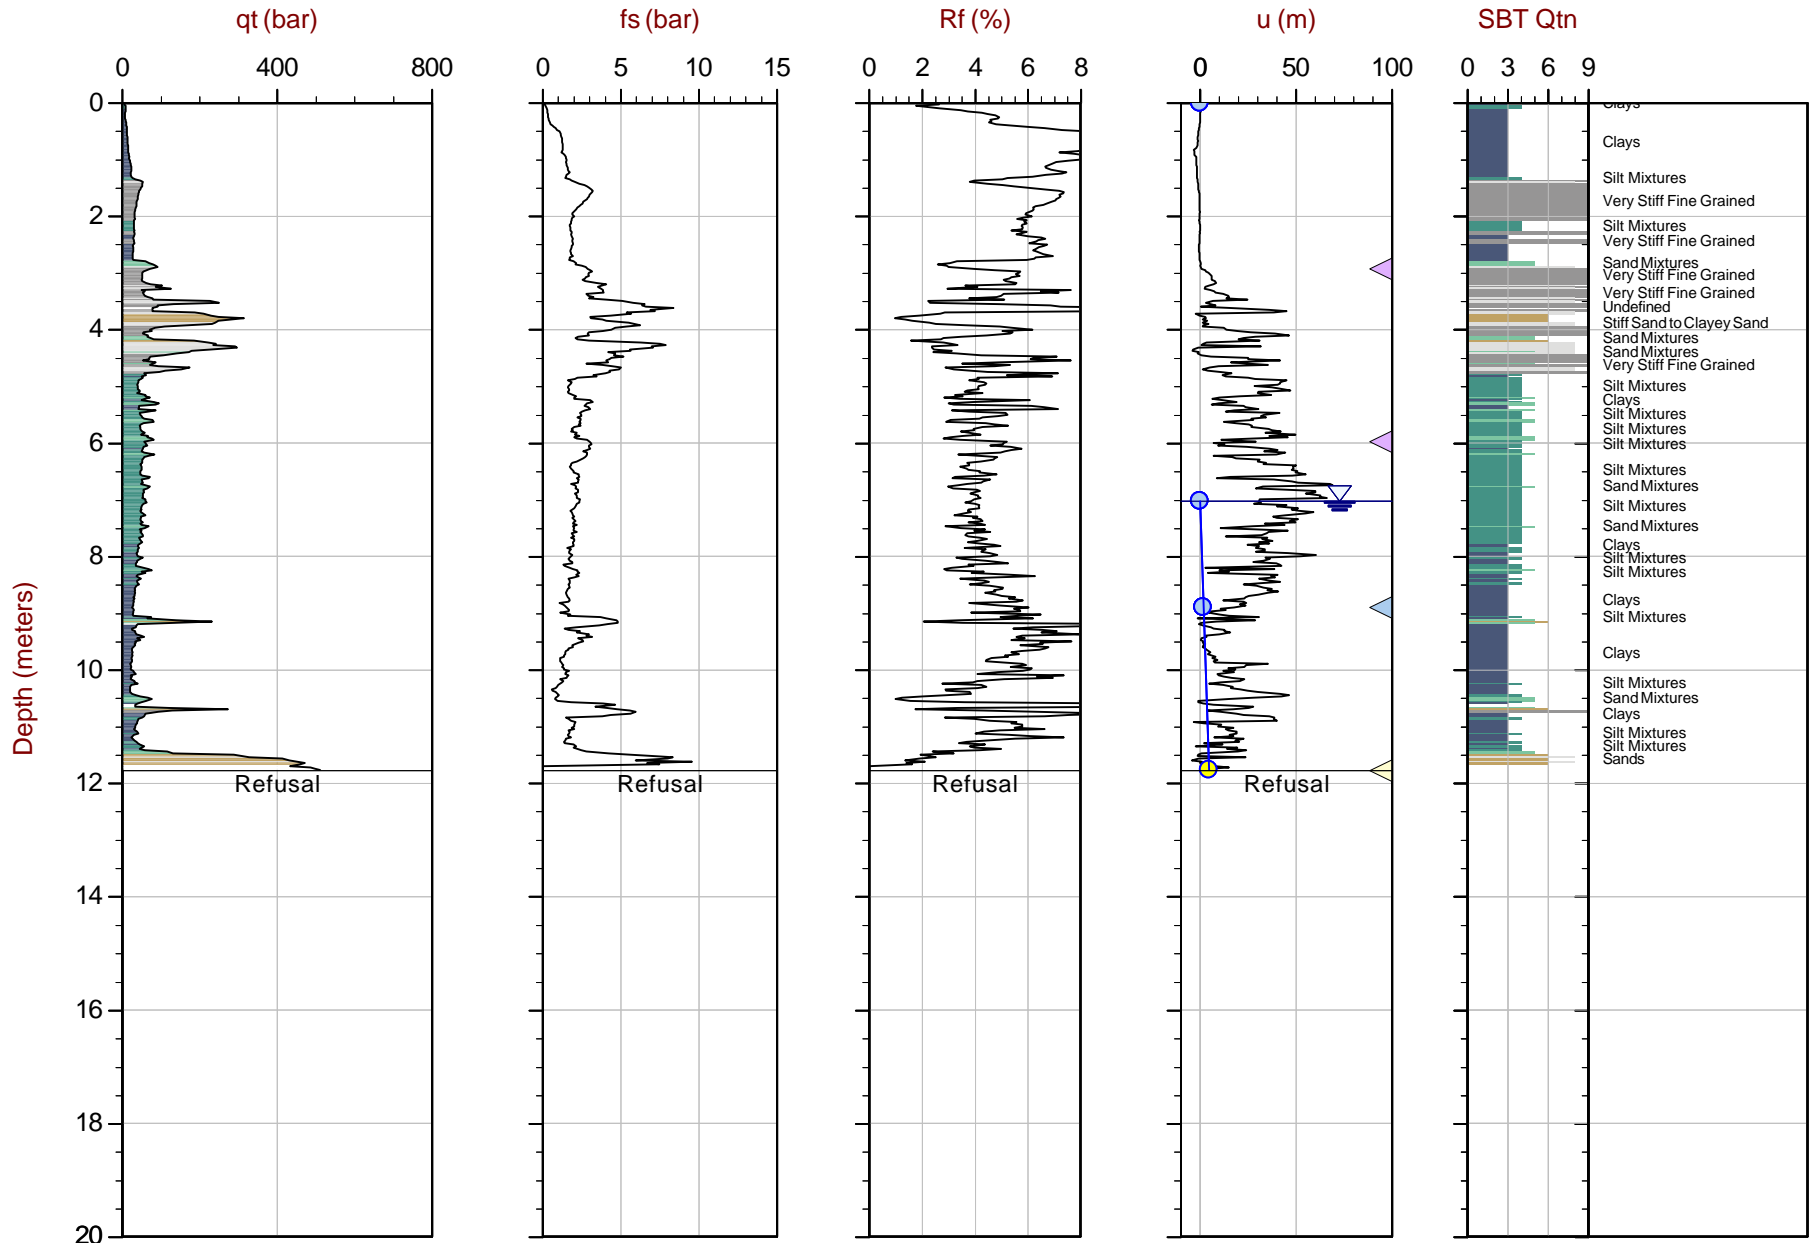 qt (bar) fs (bar) Rf (%) u (m) SBT Qtn
0 400 800 0 5 10 15 0 2 4 6 8 0 50 100 0 3 6 9
0
2
4
6
8
10
12
14
16
18
20
Depth (meters)
Refusal Refusal Refusal Refusal
Clays
Clays
Silt Mixtures
Very Stiff Fine Grained
Silt Mixtures
Very Stiff Fine Grained
Sand Mixtures
Very Stiff Fine Grained
Very Stiff Fine Grained
Undefined
Stiff Sand to Clayey Sand
Sand Mixtures
Sand Mixtures
Very Stiff Fine Grained
Silt Mixtures
Clays
Silt Mixtures
Silt Mixtures
Silt Mixtures
Silt Mixtures
Sand Mixtures
Silt Mixtures
Sand Mixtures
Clays
Silt Mixtures
Silt Mixtures
Clays
Silt Mixtures
Clays
Silt Mixtures
Sand Mixtures
Clays
Silt Mixtures
Silt Mixtures
Sands